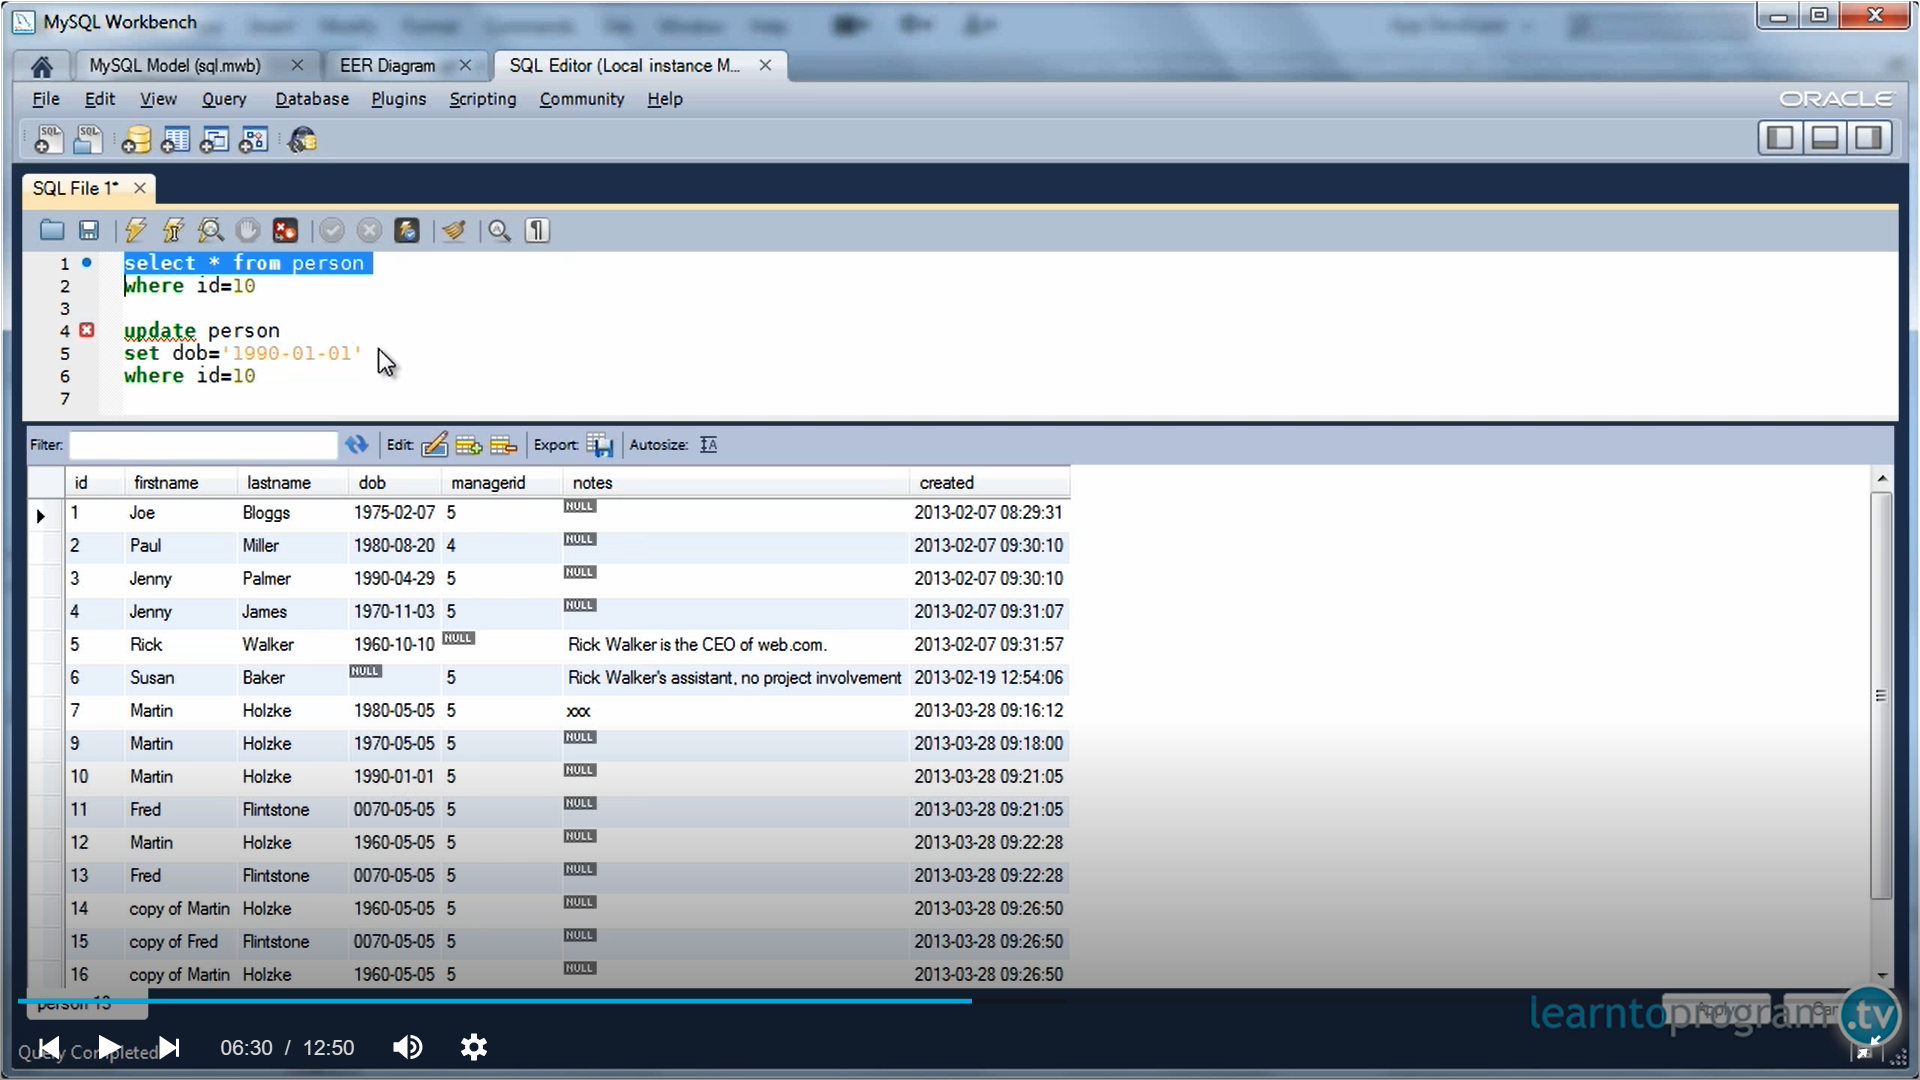 MySQL Workbench
MySQL Model (sql.mwb) EER Diagram SQL Editor (Local instance M...
File Edit View Query Database Plugins Scripting Community Help ORACLE
SQL File 1*
1 select * from person
2 where id=10
3
4 update person
5 set dob='1990-01-01'
6 where id=10
7
Filter: Edit: Export: Autosize:
id firstname lastname dob managerid notes created
1 Joe Bloggs 1975-02-07 5 NULL 2013-02-07 08:29:31
2 Paul Miller 1980-08-20 4 NULL 2013-02-07 09:30:10
3 Jenny Palmer 1990-04-29 5 NULL 2013-02-07 09:30:10
4 Jenny James 1970-11-03 5 NULL 2013-02-07 09:31:07
5 Rick Walker 1960-10-10 NULL Rick Walker is the CEO of web.com. 2013-02-07 09:31:57
6 Susan Baker NULL 5 Rick Walker's assistant, no project involvement 2013-02-19 12:54:06
7 Martin Holzke 1980-05-05 5 xxx 2013-03-28 09:16:12
9 Martin Holzke 1970-05-05 5 NULL 2013-03-28 09:18:00
10 Martin Holzke 1990-01-01 5 NULL 2013-03-28 09:21:05
11 Fred Flintstone 0070-05-05 5 NULL 2013-03-28 09:21:05
12 Martin Holzke 1960-05-05 5 NULL 2013-03-28 09:22:28
13 Fred Flintstone 0070-05-05 5 NULL 2013-03-28 09:22:28
14 copy of Martin Holzke 1960-05-05 5 NULL 2013-03-28 09:26:50
15 copy of Fred Flintstone 0070-05-05 5 NULL 2013-03-28 09:26:50
16 copy of Martin Holzke 1960-05-05 5 NULL 2013-03-28 09:26:50
person 13
learntoprogram.tv
Query Completed 06:30 / 12:50